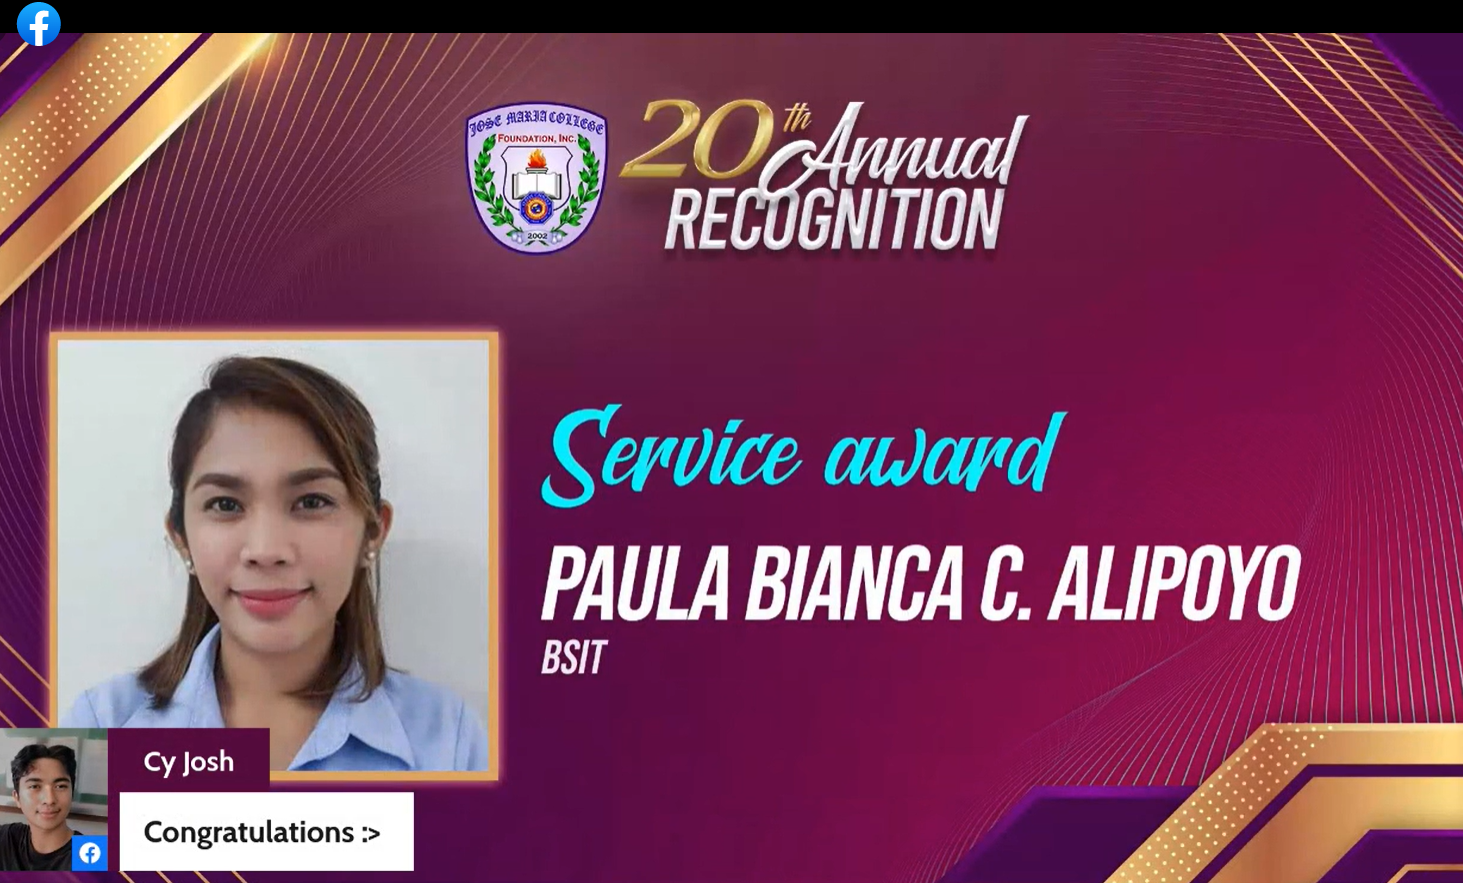 JOSE MARIA COLLEGE
FOUNDATION, INC.
2002
20th Annual
RECOGNITION
Service award
PAULA BIANCA C. ALIPOYO
BSIT
Cy Josh
Congratulations :>